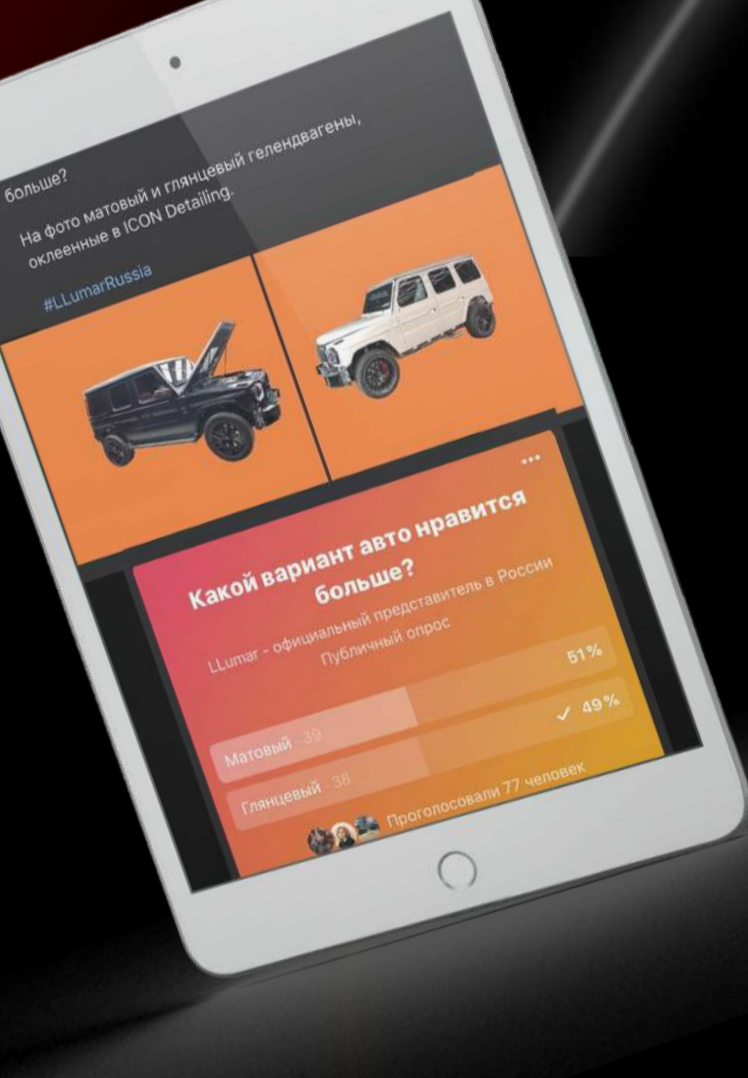 больше?
На фото матовый и глянцевый гелендвагены,
оклеенные в ICON Detailing.
#LLumarRussia
Какой вариант авто нравится
больше?
LLumar - официальный представитель в России
Публичный опрос
Матовый · 39 51%
Глянцевый · 38 49%
Проголосовали 77 человек